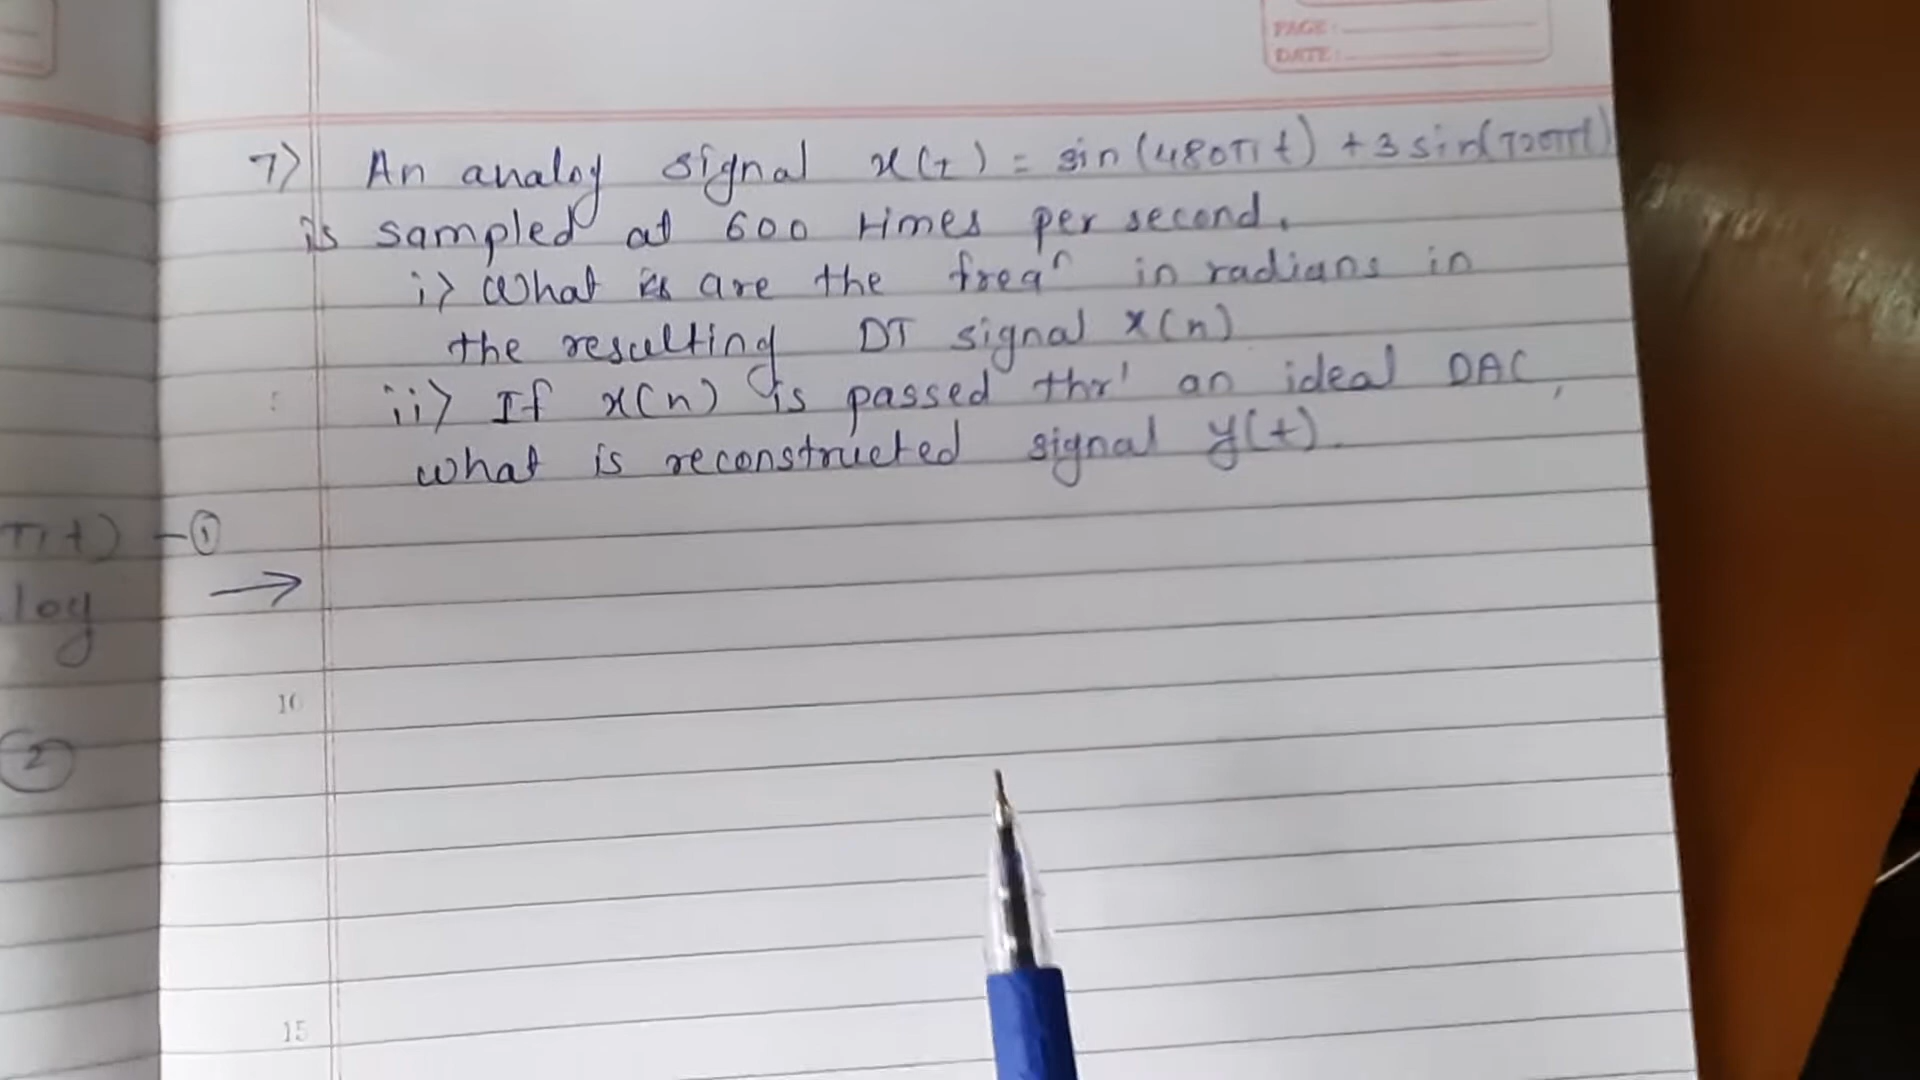 PAGE:
DATE:
7) An analog signal x(t) = sin(480πt) + 3 sin(720πt)
is sampled at 600 times per second.
i) What are the freqⁿ in radians in
the resulting DT signal x(n)
ii) If x(n) is passed thr' an ideal DAC,
what is reconstructed signal y(t).
πt) - ①
log
→
②
10
15